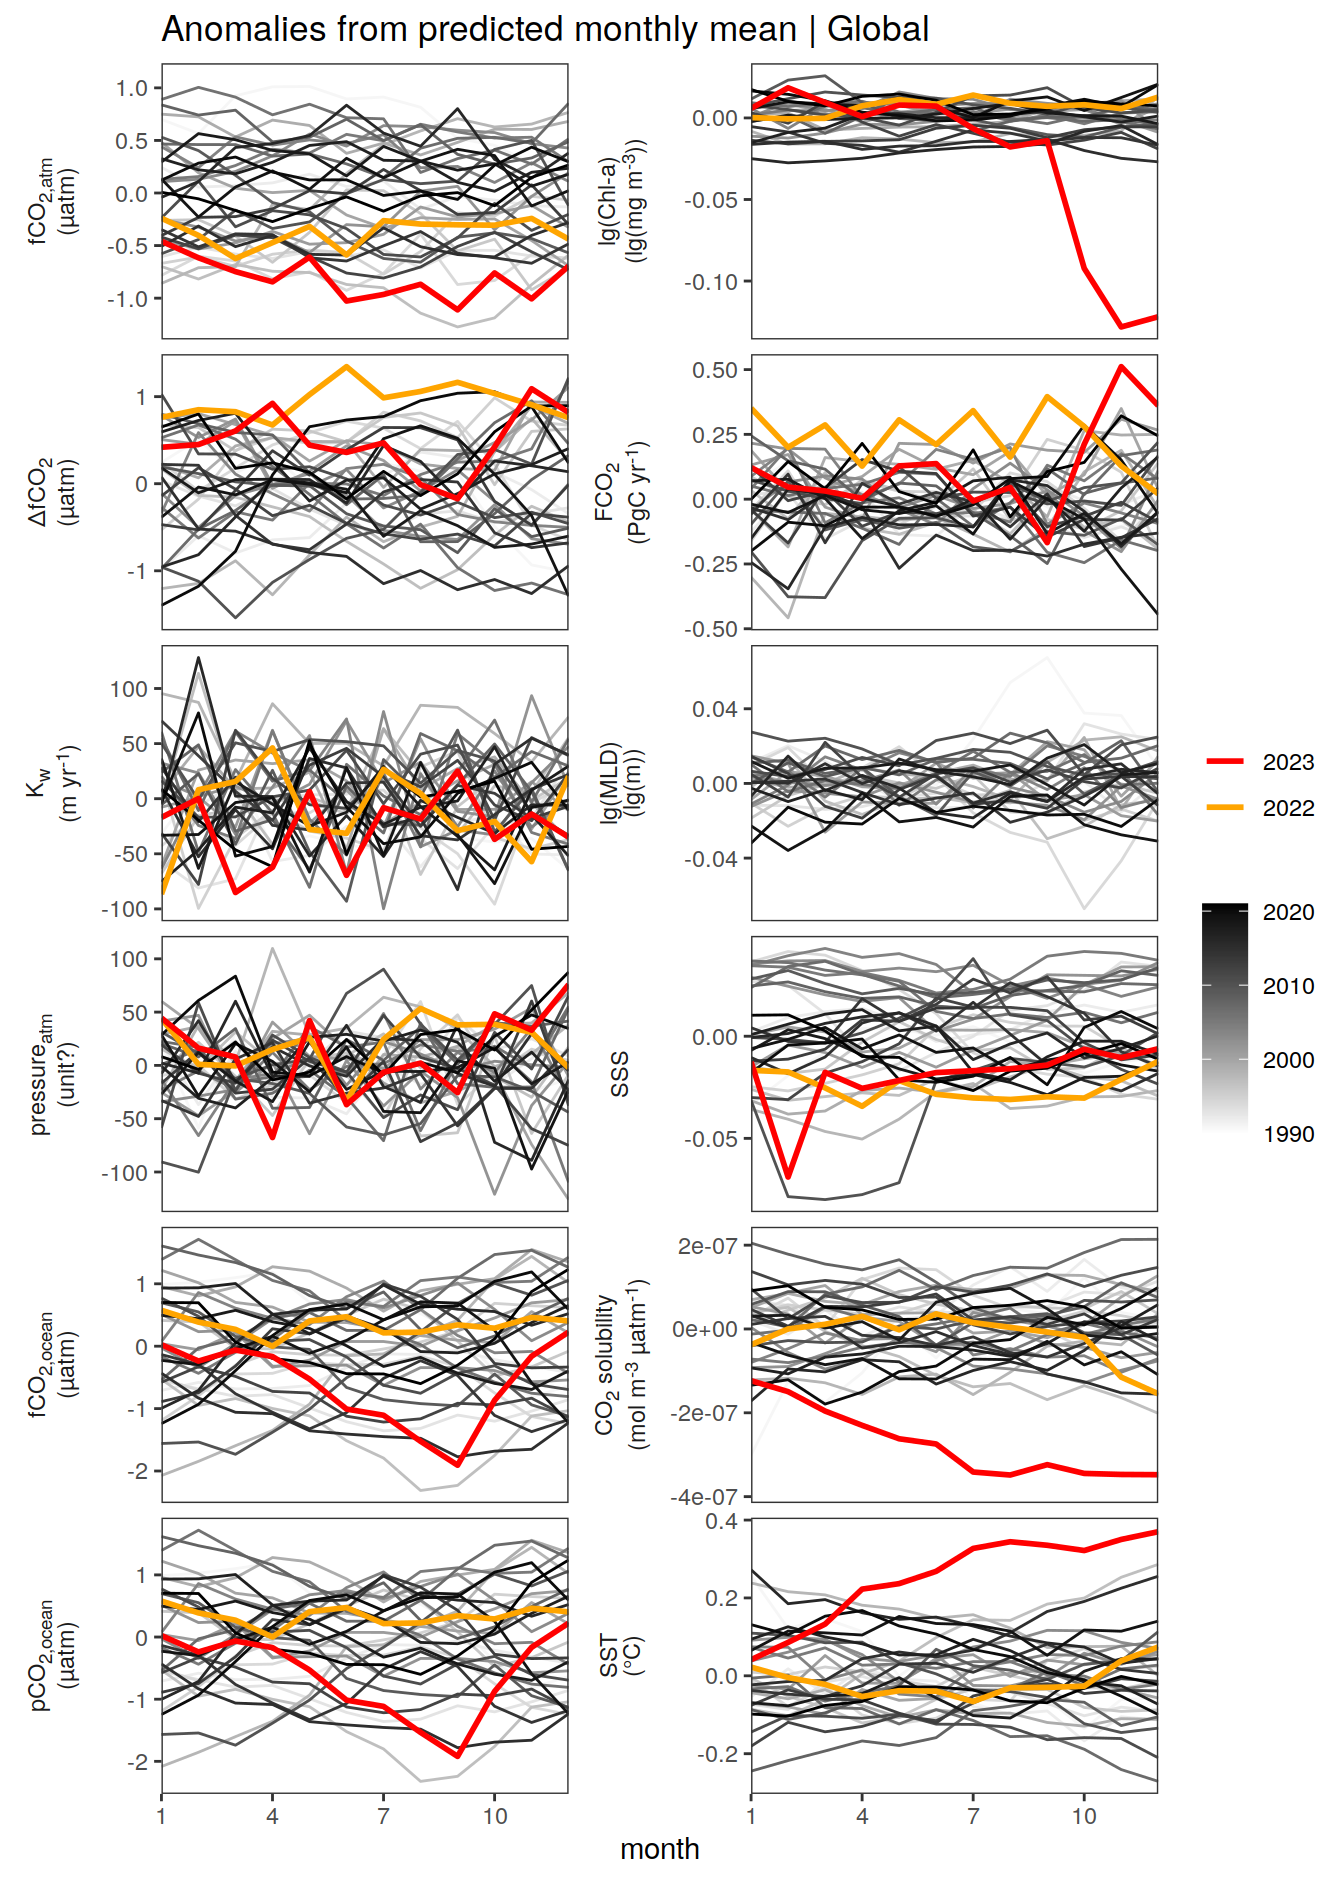 Anomalies from predicted monthly mean | Global
fCO2,atm
(µatm)
1.0
0.5
0.0
-0.5
-1.0
lg(Chl-a)
(lg(mg m-3))
0.00
-0.05
-0.10
ΔfCO2
(µatm)
1
0
-1
FCO2
(PgC yr-1)
0.50
0.25
0.00
-0.25
-0.50
Kw
(m yr-1)
100
50
0
-50
-100
lg(MLD)
(lg(m))
0.04
0.00
-0.04
pressureatm
(unit?)
100
50
0
-50
-100
SSS
0.00
-0.05
fCO2,ocean
(µatm)
1
0
-1
-2
CO2 solubility
(mol m-3 µatm-1)
2e-07
0e+00
-2e-07
-4e-07
pCO2,ocean
(µatm)
1
0
-1
-2
SST
(°C)
0.4
0.2
0.0
-0.2
1 4 7 10
1 4 7 10
month
2023
2022
2020
2010
2000
1990